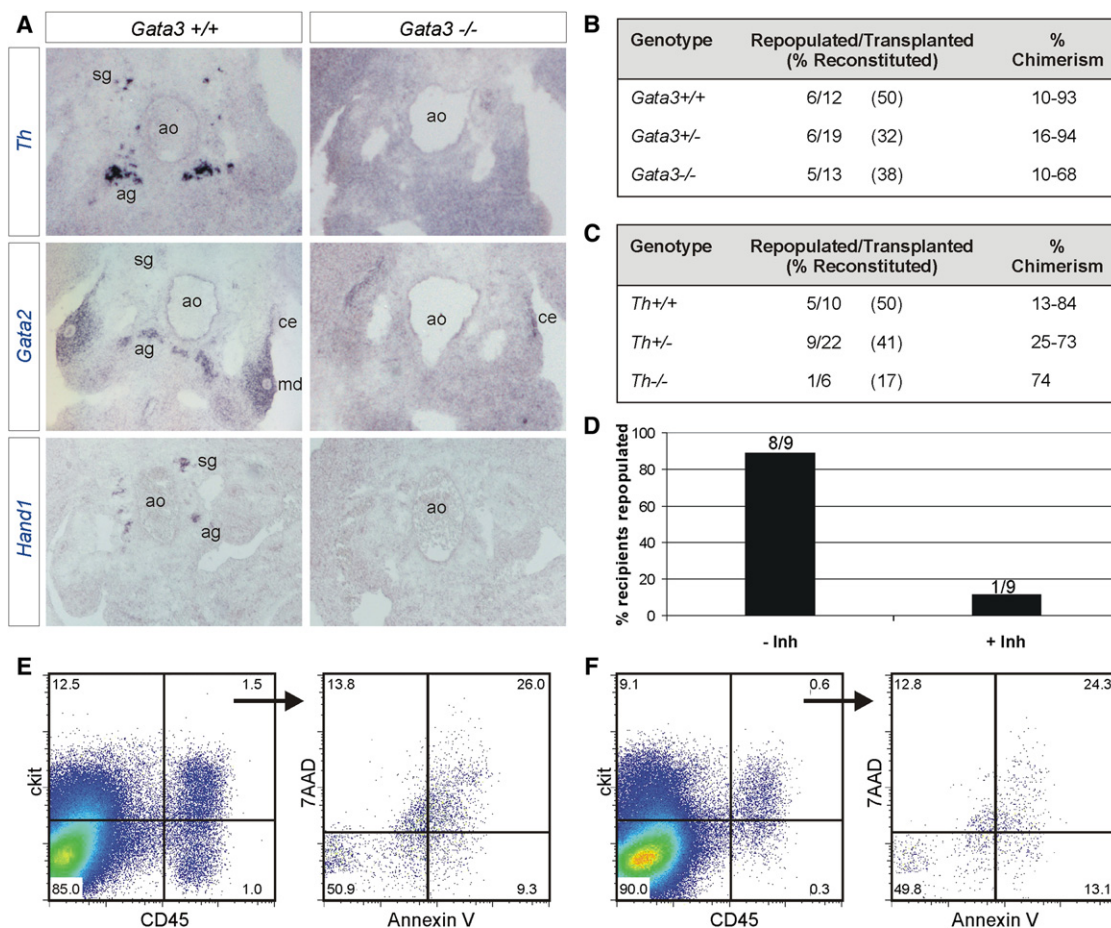 A
Gata3 +/+
Gata3 -/-
Th
sg
ao
ag
ao
Gata2
sg
ao
ag
ce
md
ao
ce
Hand1
sg
ao
ag
ao
B
Genotype Repopulated/Transplanted (% Reconstituted) % Chimerism
Gata3+/+ 6/12 (50) 10-93
Gata3+/- 6/19 (32) 16-94
Gata3-/- 5/13 (38) 10-68
C
Genotype Repopulated/Transplanted (% Reconstituted) % Chimerism
Th+/+ 5/10 (50) 13-84
Th+/- 9/22 (41) 25-73
Th-/- 1/6 (17) 74
D
% recipients repopulated
100
80
60
40
20
0
8/9
1/9
- Inh
+ Inh
E
12.5 1.5
85.0 1.0
ckit
CD45
13.8 26.0
50.9 9.3
7AAD
Annexin V
F
9.1 0.6
90.0 0.3
ckit
CD45
12.8 24.3
49.8 13.1
7AAD
Annexin V